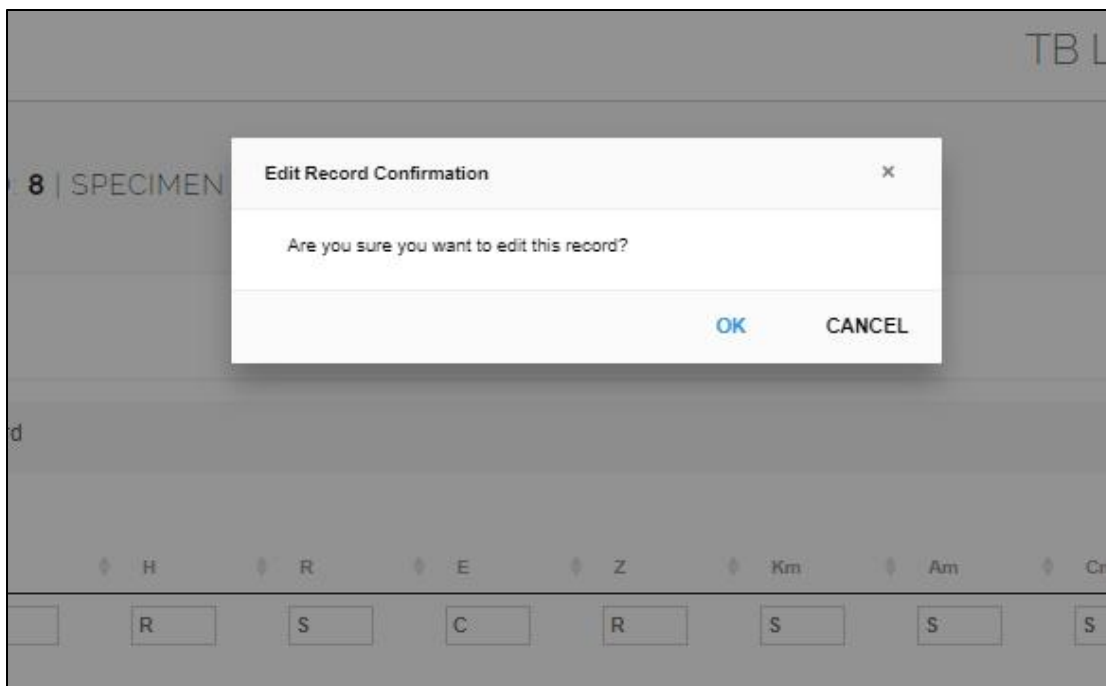 TB L
: 8 | SPECIMEN
Edit Record Confirmation ×
Are you sure you want to edit this record?
OK CANCEL
rd
H R E Z Km Am Cr
R S C R S S S